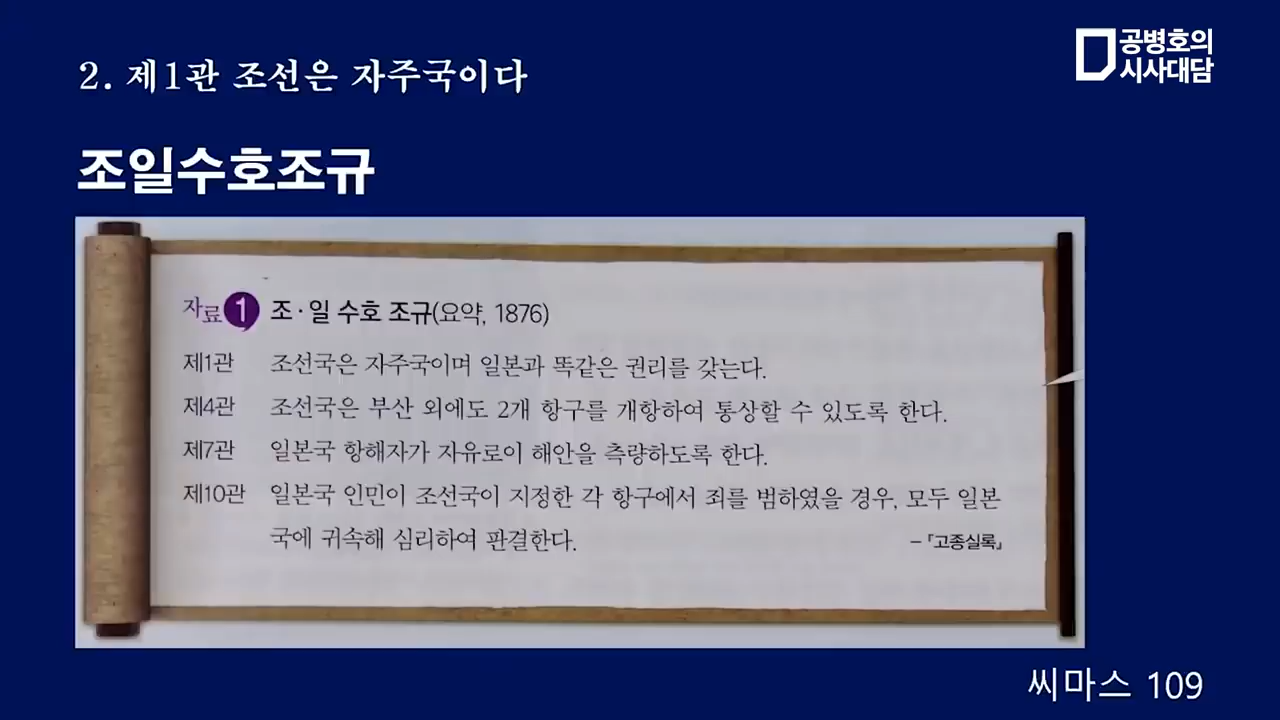 2. 제1관 조선은 자주국이다
공병호의
시사대담
조일수호조규
자료 1 조·일 수호 조규(요약, 1876)
제1관 조선국은 자주국이며 일본과 똑같은 권리를 갖는다.
제4관 조선국은 부산 외에도 2개 항구를 개항하여 통상할 수 있도록 한다.
제7관 일본국 항해자가 자유로이 해안을 측량하도록 한다.
제10관 일본국 인민이 조선국이 지정한 각 항구에서 죄를 범하였을 경우, 모두 일본
국에 귀속해 심리하여 판결한다.
– 『고종실록』
씨마스 109